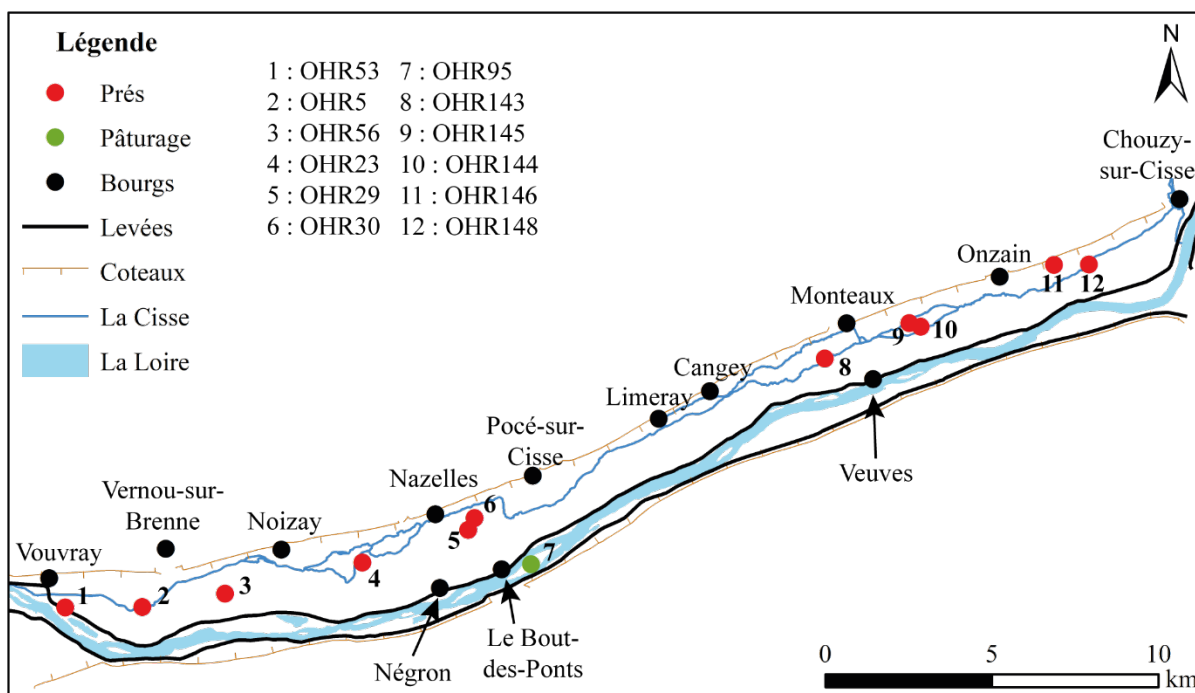 Légende
Prés
Pâturage
Bourgs
Levées
Coteaux
La Cisse
La Loire
1 : OHR53
2 : OHR5
3 : OHR56
4 : OHR23
5 : OHR29
6 : OHR30
7 : OHR95
8 : OHR143
9 : OHR145
10 : OHR144
11 : OHR146
12 : OHR148
N
Chouzy-
sur-Cisse
Onzain
11
12
Monteaux
9
10
8
Cangey
Limeray
Veuves
Pocé-sur-
Cisse
Nazelles
6
5
7
Vernou-sur-
Brenne
Noizay
4
Vouvray
1
2
3
Négron
Le Bout-
des-Ponts
0
5
10
km